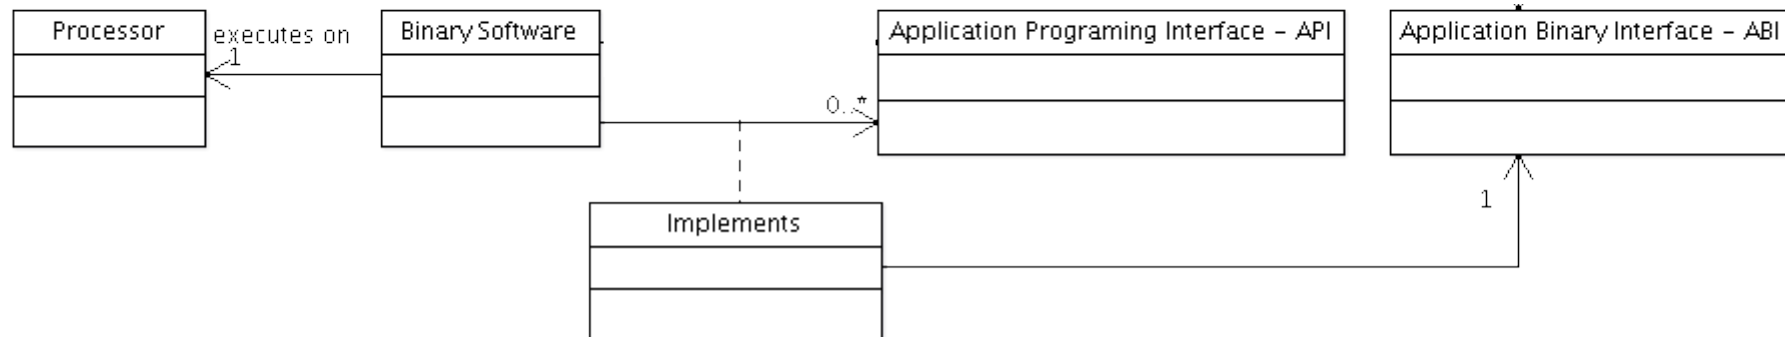 Processor
executes on
1
Binary Software
0..*
Application Programing Interface – API
Application Binary Interface – ABI
Implements
1